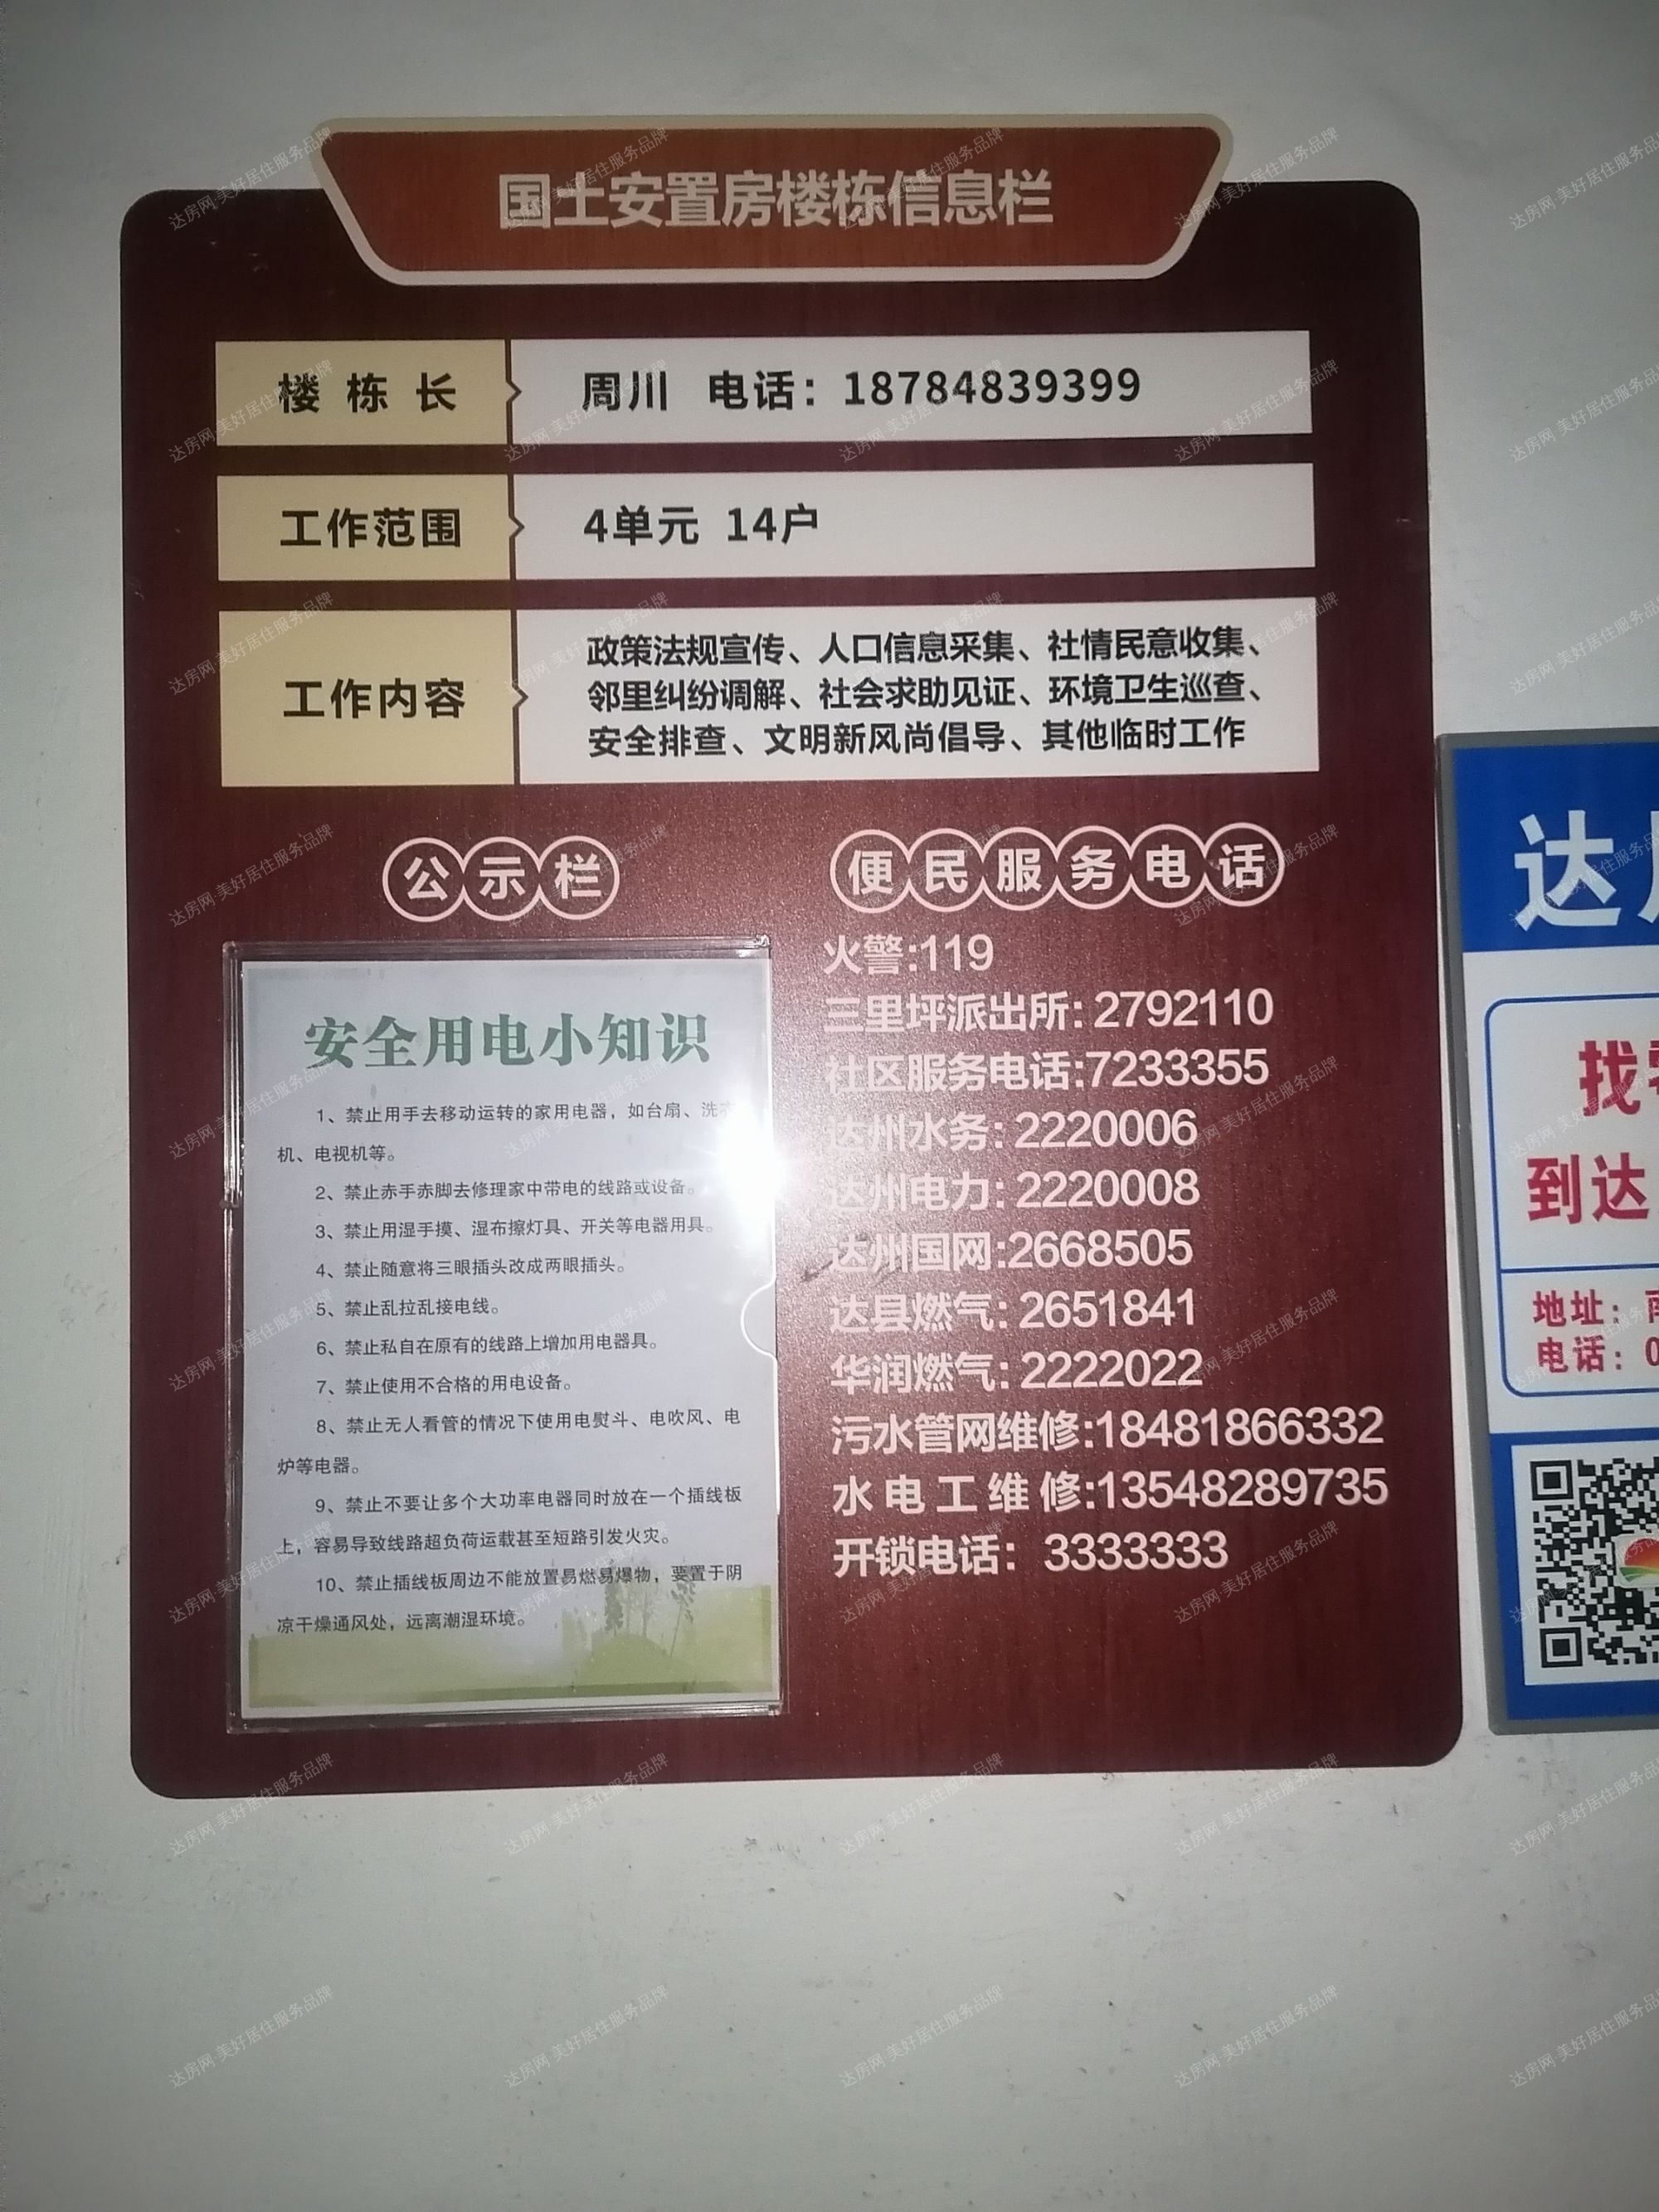 国土安置房楼栋信息栏
楼栋长
周川 电话：18784839399
工作范围
4单元 14户
工作内容
政策法规宣传、人口信息采集、社情民意收集、
邻里纠纷调解、社会求助见证、环境卫生巡查、
安全排查、文明新风尚倡导、其他临时工作
公示栏
安全用电小知识
1、禁止用手去移动运转的家用电器，如台扇、洗衣
机、电视机等。
2、禁止赤手赤脚去修理家中带电的线路或设备。
3、禁止用湿手摸、湿布擦灯具、开关等电器用具。
4、禁止随意将三眼插头改成两眼插头。
5、禁止乱拉乱接电线。
6、禁止私自在原有的线路上增加用电器具。
7、禁止使用不合格的用电设备。
8、禁止无人看管的情况下使用电熨斗、电吹风、电
炉等电器。
9、禁止不要让多个大功率电器同时放在一个插线板
上，容易导致线路超负荷运载甚至短路引发火灾。
10、禁止插线板周边不能放置易燃易爆物，要置于阴
凉干燥通风处，远离潮湿环境。
便民服务电话
火警:119
三里坪派出所: 2792110
社区服务电话:7233355
达州水务: 2220006
达州电力: 2220008
达州国网:2668505
达县燃气: 2651841
华润燃气: 2222022
污水管网维修:18481866332
水电工维修:13548289735
开锁电话：3333333
达
找
到达
地址：
电话：0
达房网 美好居住服务品牌